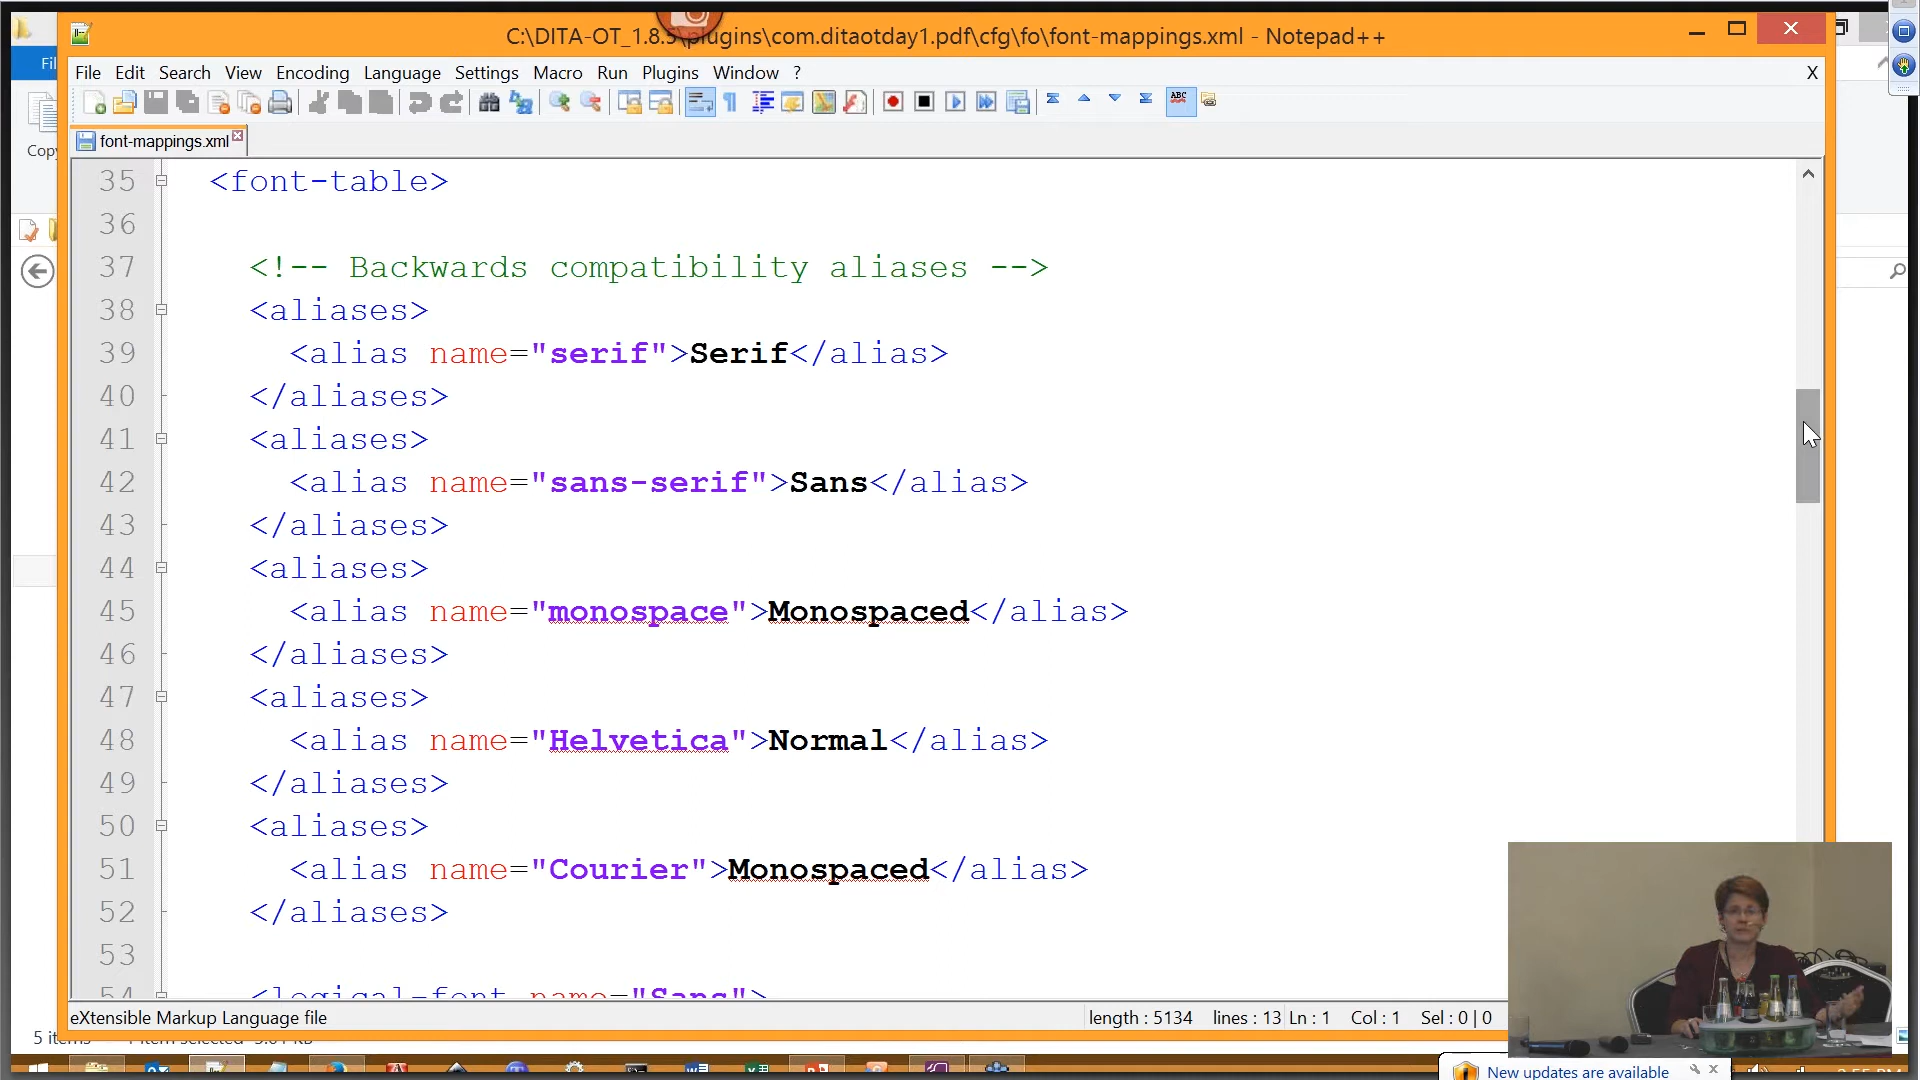 C:\DITA-OT_1.8.5\plugins\com.ditaotday1.pdf\cfg\fo\font-mappings.xml - Notepad++
File Edit Search View Encoding Language Settings Macro Run Plugins Window ? X
Copy
font-mappings.xml
35 <font-table>
36
37 <!-- Backwards compatibility aliases -->
38 <aliases>
39 <alias name="serif">Serif</alias>
40 </aliases>
41 <aliases>
42 <alias name="sans-serif">Sans</alias>
43 </aliases>
44 <aliases>
45 <alias name="monospace">Monospaced</alias>
46 </aliases>
47 <aliases>
48 <alias name="Helvetica">Normal</alias>
49 </aliases>
50 <aliases>
51 <alias name="Courier">Monospaced</alias>
52 </aliases>
53
54 <logical-font name="Sans">
eXtensible Markup Language file length : 5134 lines : 13 Ln : 1 Col : 1 Sel : 0 | 0
New updates are available